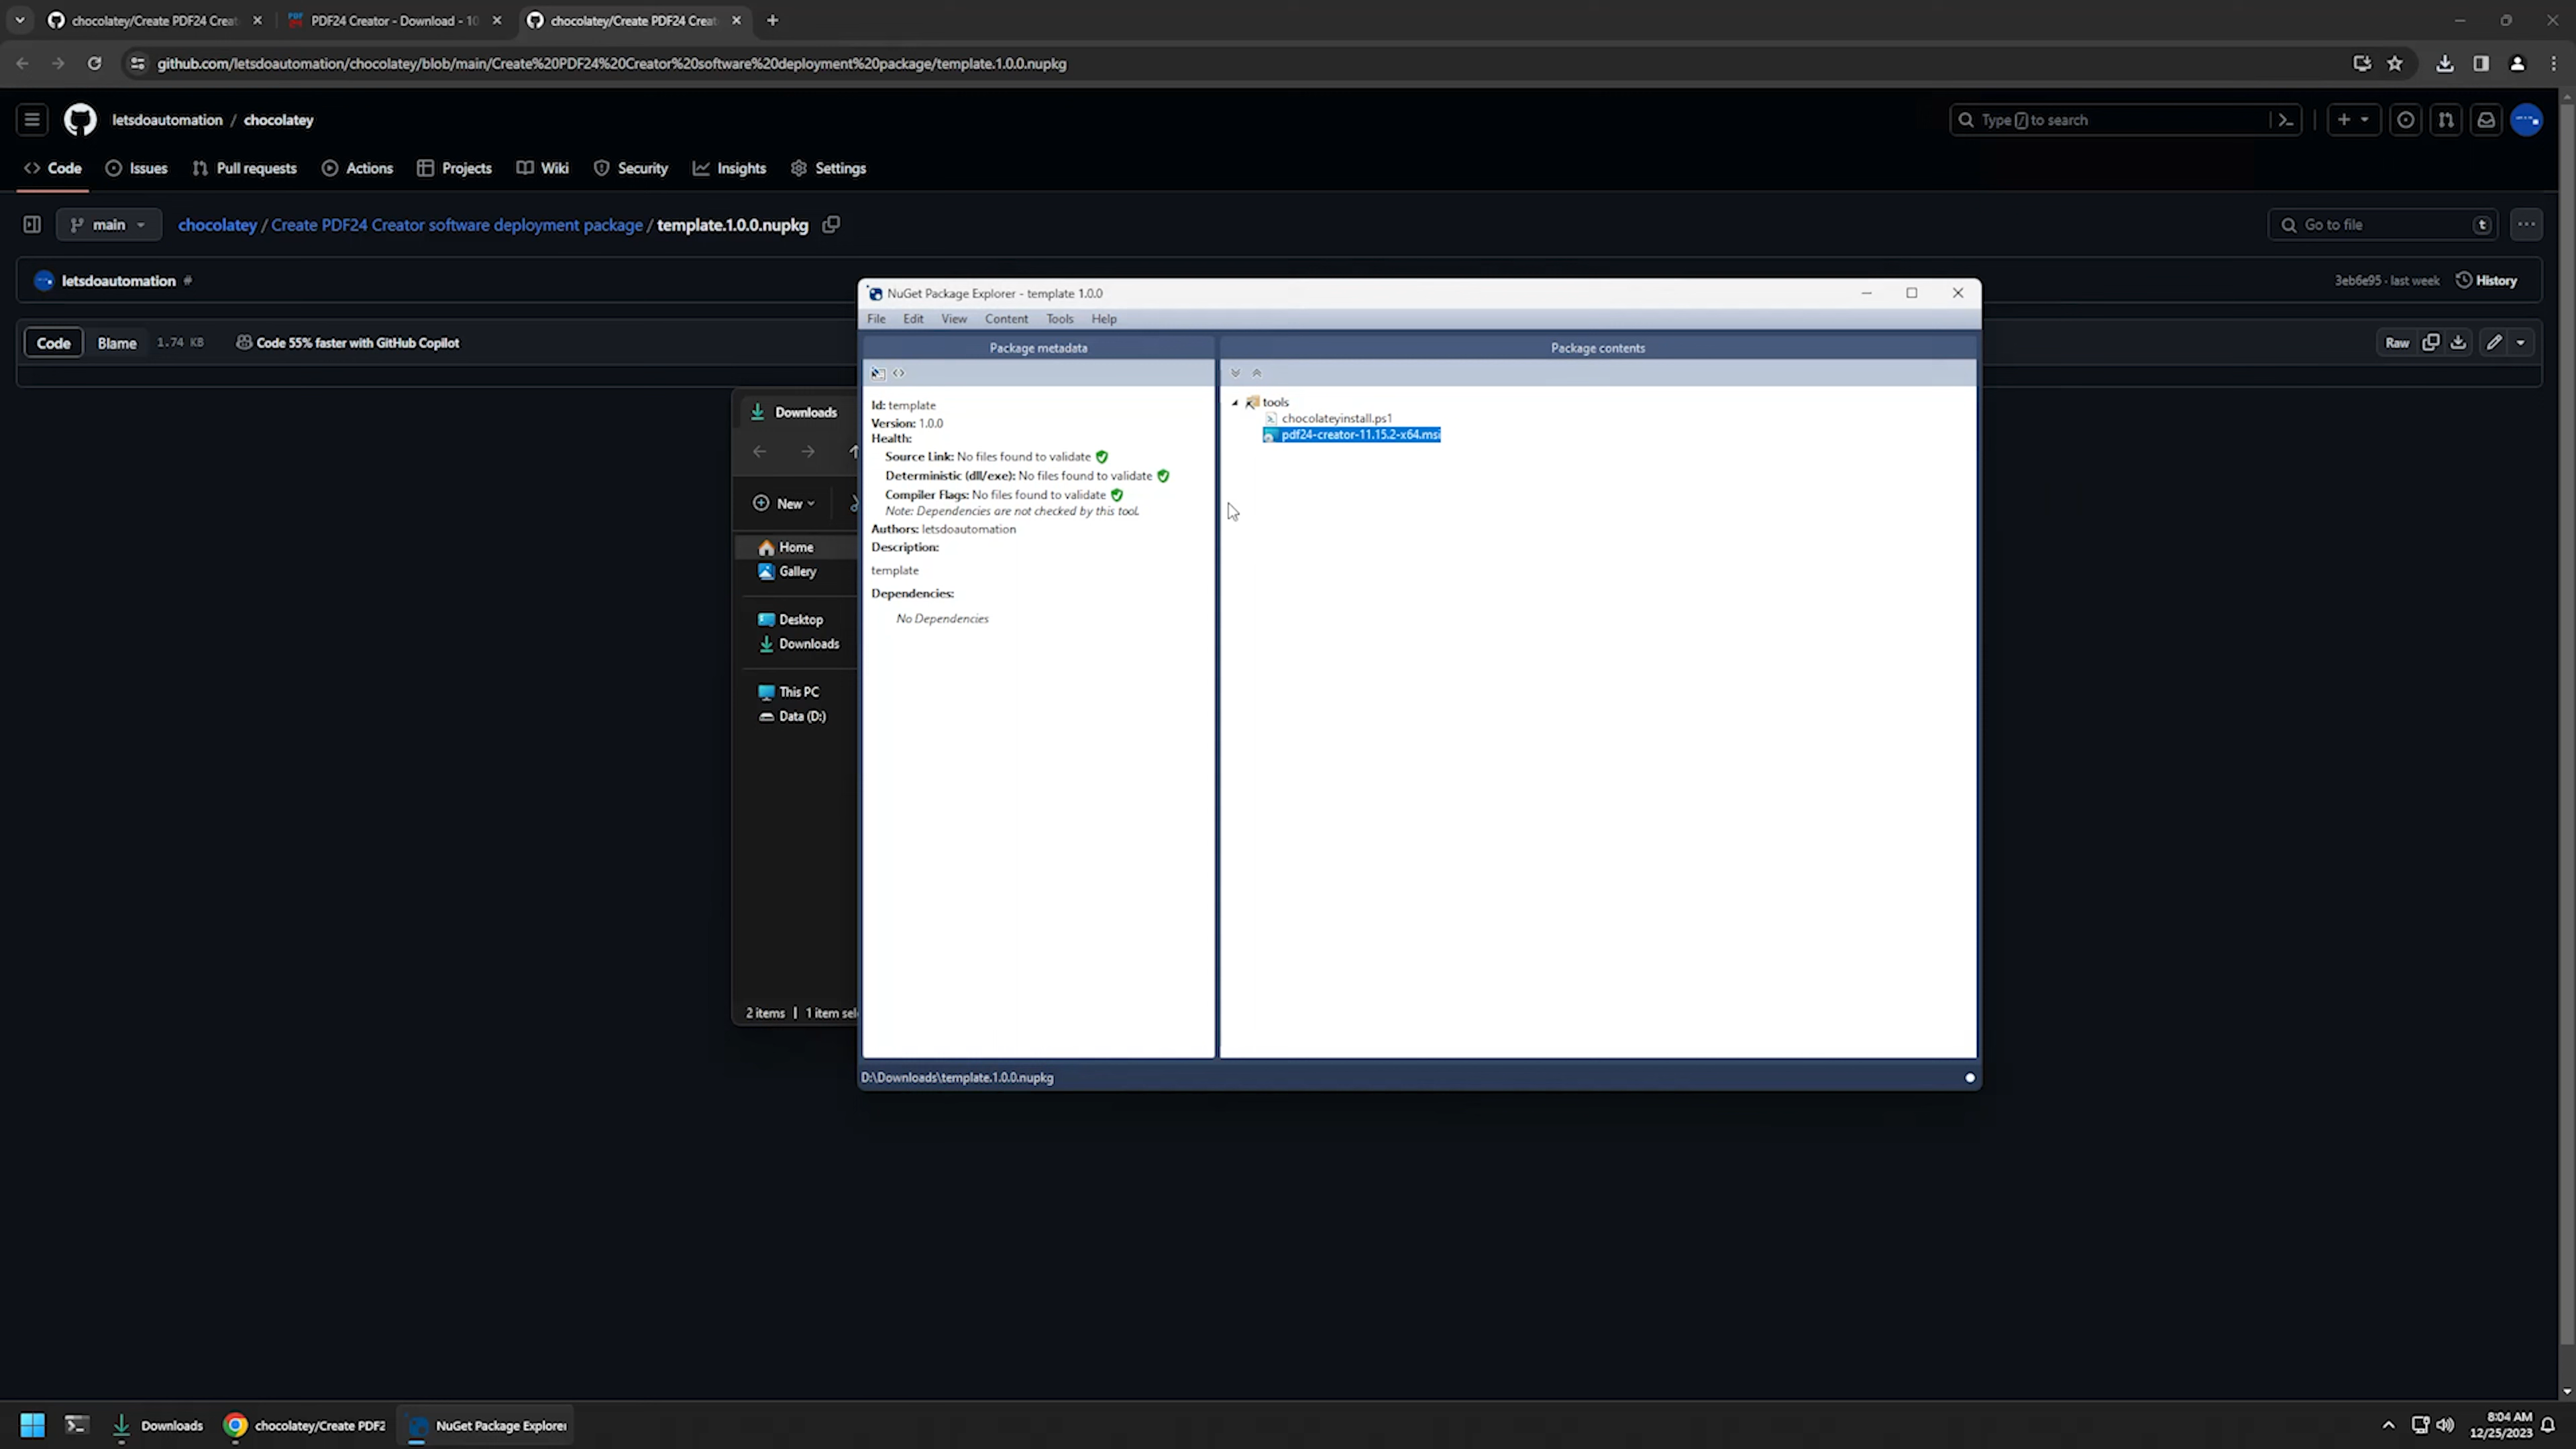 chocolatey/Create PDF24 Creat
PDF24 Creator - Download - 10
chocolatey/Create PDF24 Creat
github.com/letsdoautomation/chocolatey/blob/main/Create%20PDF24%20Creator%20software%20deployment%20package/template.1.0.0.nupkg
letsdoautomation / chocolatey
Type / to search
Code Issues Pull requests Actions Projects Wiki Security Insights Settings
main
chocolatey / Create PDF24 Creator software deployment package / template.1.0.0.nupkg
Go to file
t
letsdoautomation #
3eb6e95 · last week
History
Code Blame 1.74 KB Code 55% faster with GitHub Copilot
Raw
Downloads
New
Home
Gallery
Desktop
Downloads
This PC
Data (D:)
2 items | 1 item sel
NuGet Package Explorer - template 1.0.0
File Edit View Content Tools Help
Package metadata
Id: template
Version: 1.0.0
Health:
Source Link: No files found to validate
Deterministic (dll/exe): No files found to validate
Compiler Flags: No files found to validate
Note: Dependencies are not checked by this tool.
Authors: letsdoautomation
Description:
template
Dependencies:
No Dependencies
Package contents
tools
chocolateyinstall.ps1
pdf24-creator-11.15.2-x64.msi
D:\Downloads\template.1.0.0.nupkg
Downloads
chocolatey/Create PDF2
NuGet Package Explorer
8:04 AM
12/25/2023